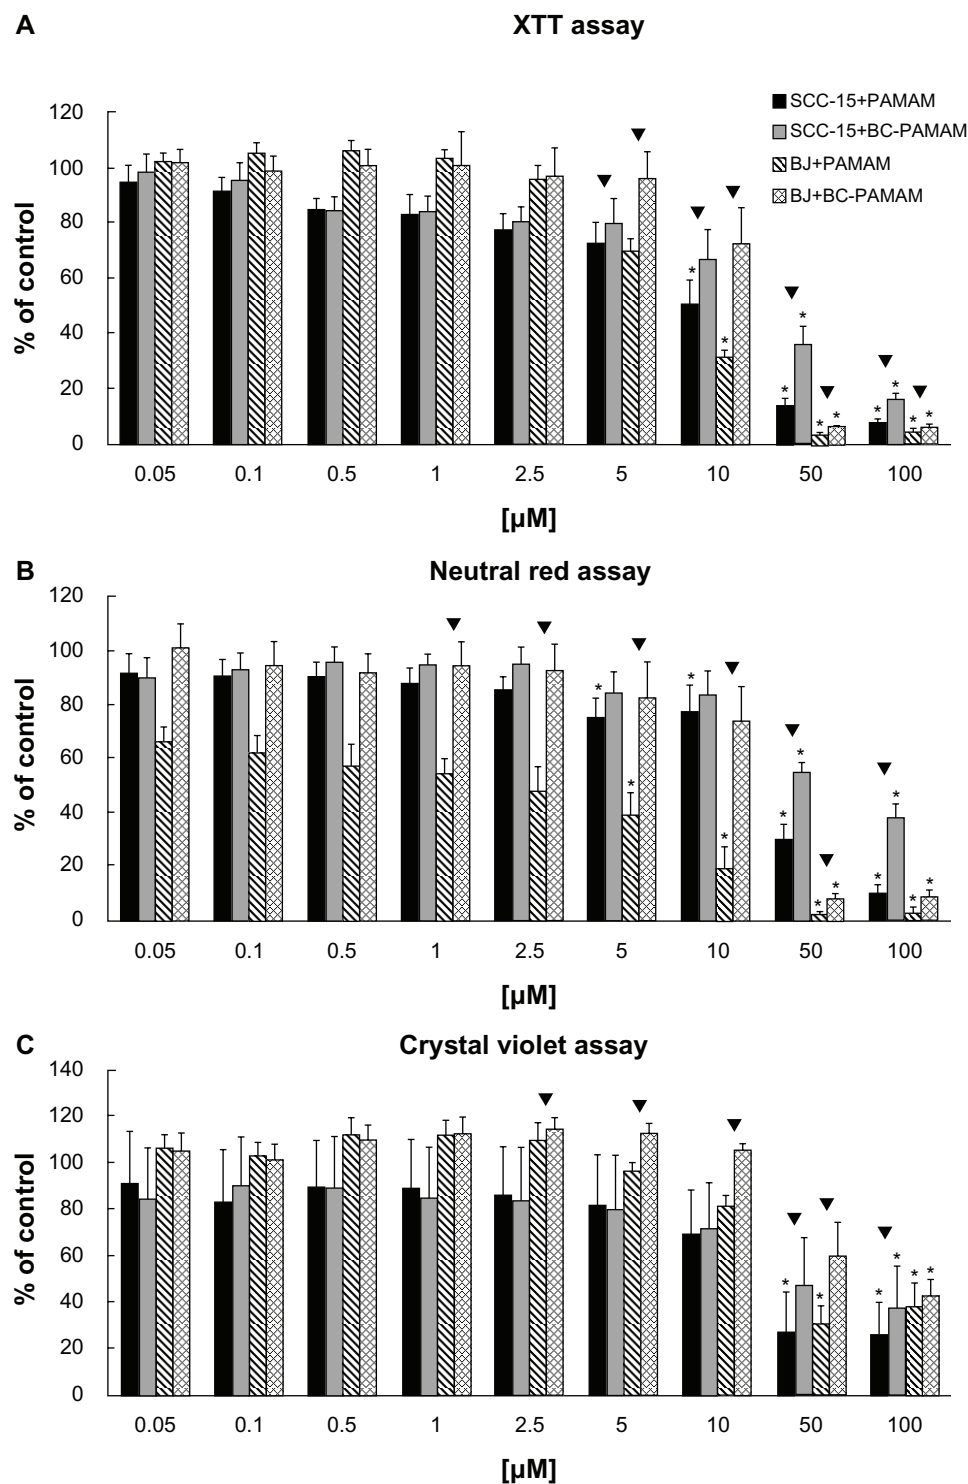 A
XTT assay
SCC-15+PAMAM
SCC-15+BC-PAMAM
BJ+PAMAM
BJ+BC-PAMAM
% of control
120
100
80
60
40
20
0
* * * * * * * * * *
0.05 0.1 0.5 1 2.5 5 10 50 100
[µM]
B
Neutral red assay
% of control
120
100
80
60
40
20
0
* * * * * * * * * * * *
0.05 0.1 0.5 1 2.5 5 10 50 100
[µM]
C
Crystal violet assay
% of control
140
120
100
80
60
40
20
0
* * * * * *
0.05 0.1 0.5 1 2.5 5 10 50 100
[µM]